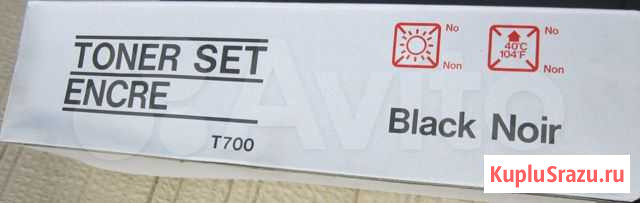 TONER SET
ENCRE
T700
No
Non
No
40°C
104°F
Non
Black Noir
Avito
KupluSrazu.ru